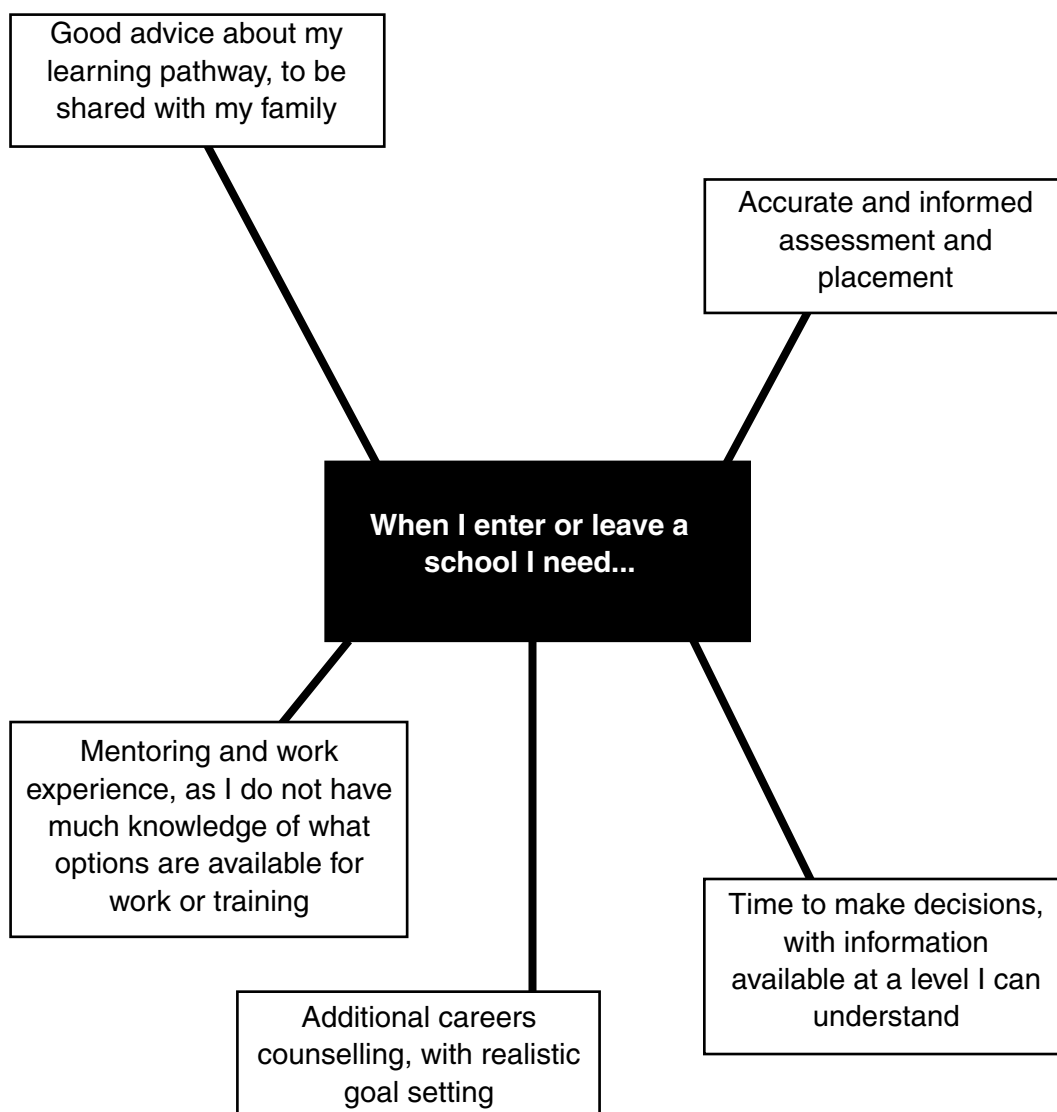 Good advice about my
learning pathway, to be
shared with my family
Accurate and informed
assessment and
placement
When I enter or leave a
school I need...
Mentoring and work
experience, as I do not have
much knowledge of what
options are available for
work or training
Time to make decisions,
with information
available at a level I can
understand
Additional careers
counselling, with realistic
goal setting